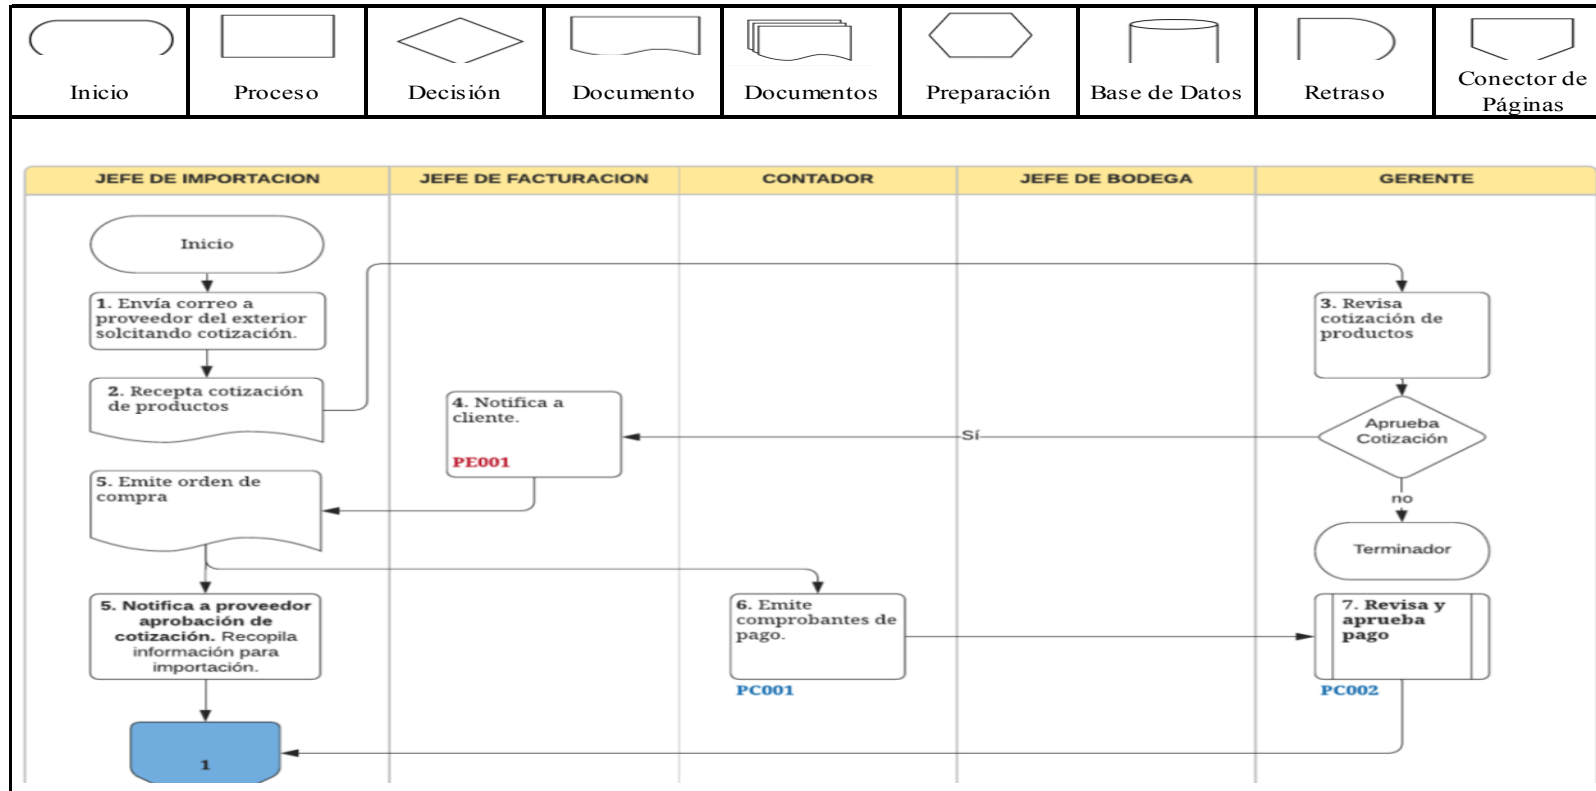 Inicio
Proceso
Decisión
Documento
Documentos
Preparación
Base de Datos
Retraso
Conector de
Páginas
JEFE DE IMPORTACION
JEFE DE FACTURACION
CONTADOR
JEFE DE BODEGA
GERENTE
Inicio
1. Envía correo a
proveedor del exterior
solcitando cotización.
3. Revisa
cotización de
productos
2. Recepta cotización
de productos
4. Notifica a
cliente.
PE001
Aprueba
Cotización
Sí
no
5. Emite orden de
compra
Terminador
5. Notifica a proveedor
aprobación de
cotización. Recopila
información para
importación.
6. Emite
comprobantes de
pago.
PC001
7. Revisa y
aprueba
pago
PC002
1